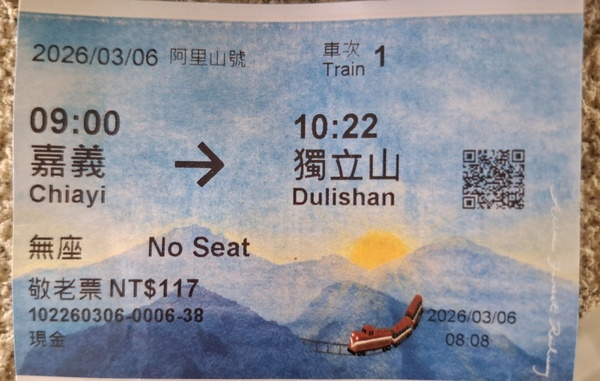 2026/03/06 阿里山號
車次 1
Train
09:00
嘉義
Chiayi
→
10:22
獨立山
Dulishan
無座 No Seat
敬老票 NT$117
102260306-0006-38
現金
2026/03/06
08:08